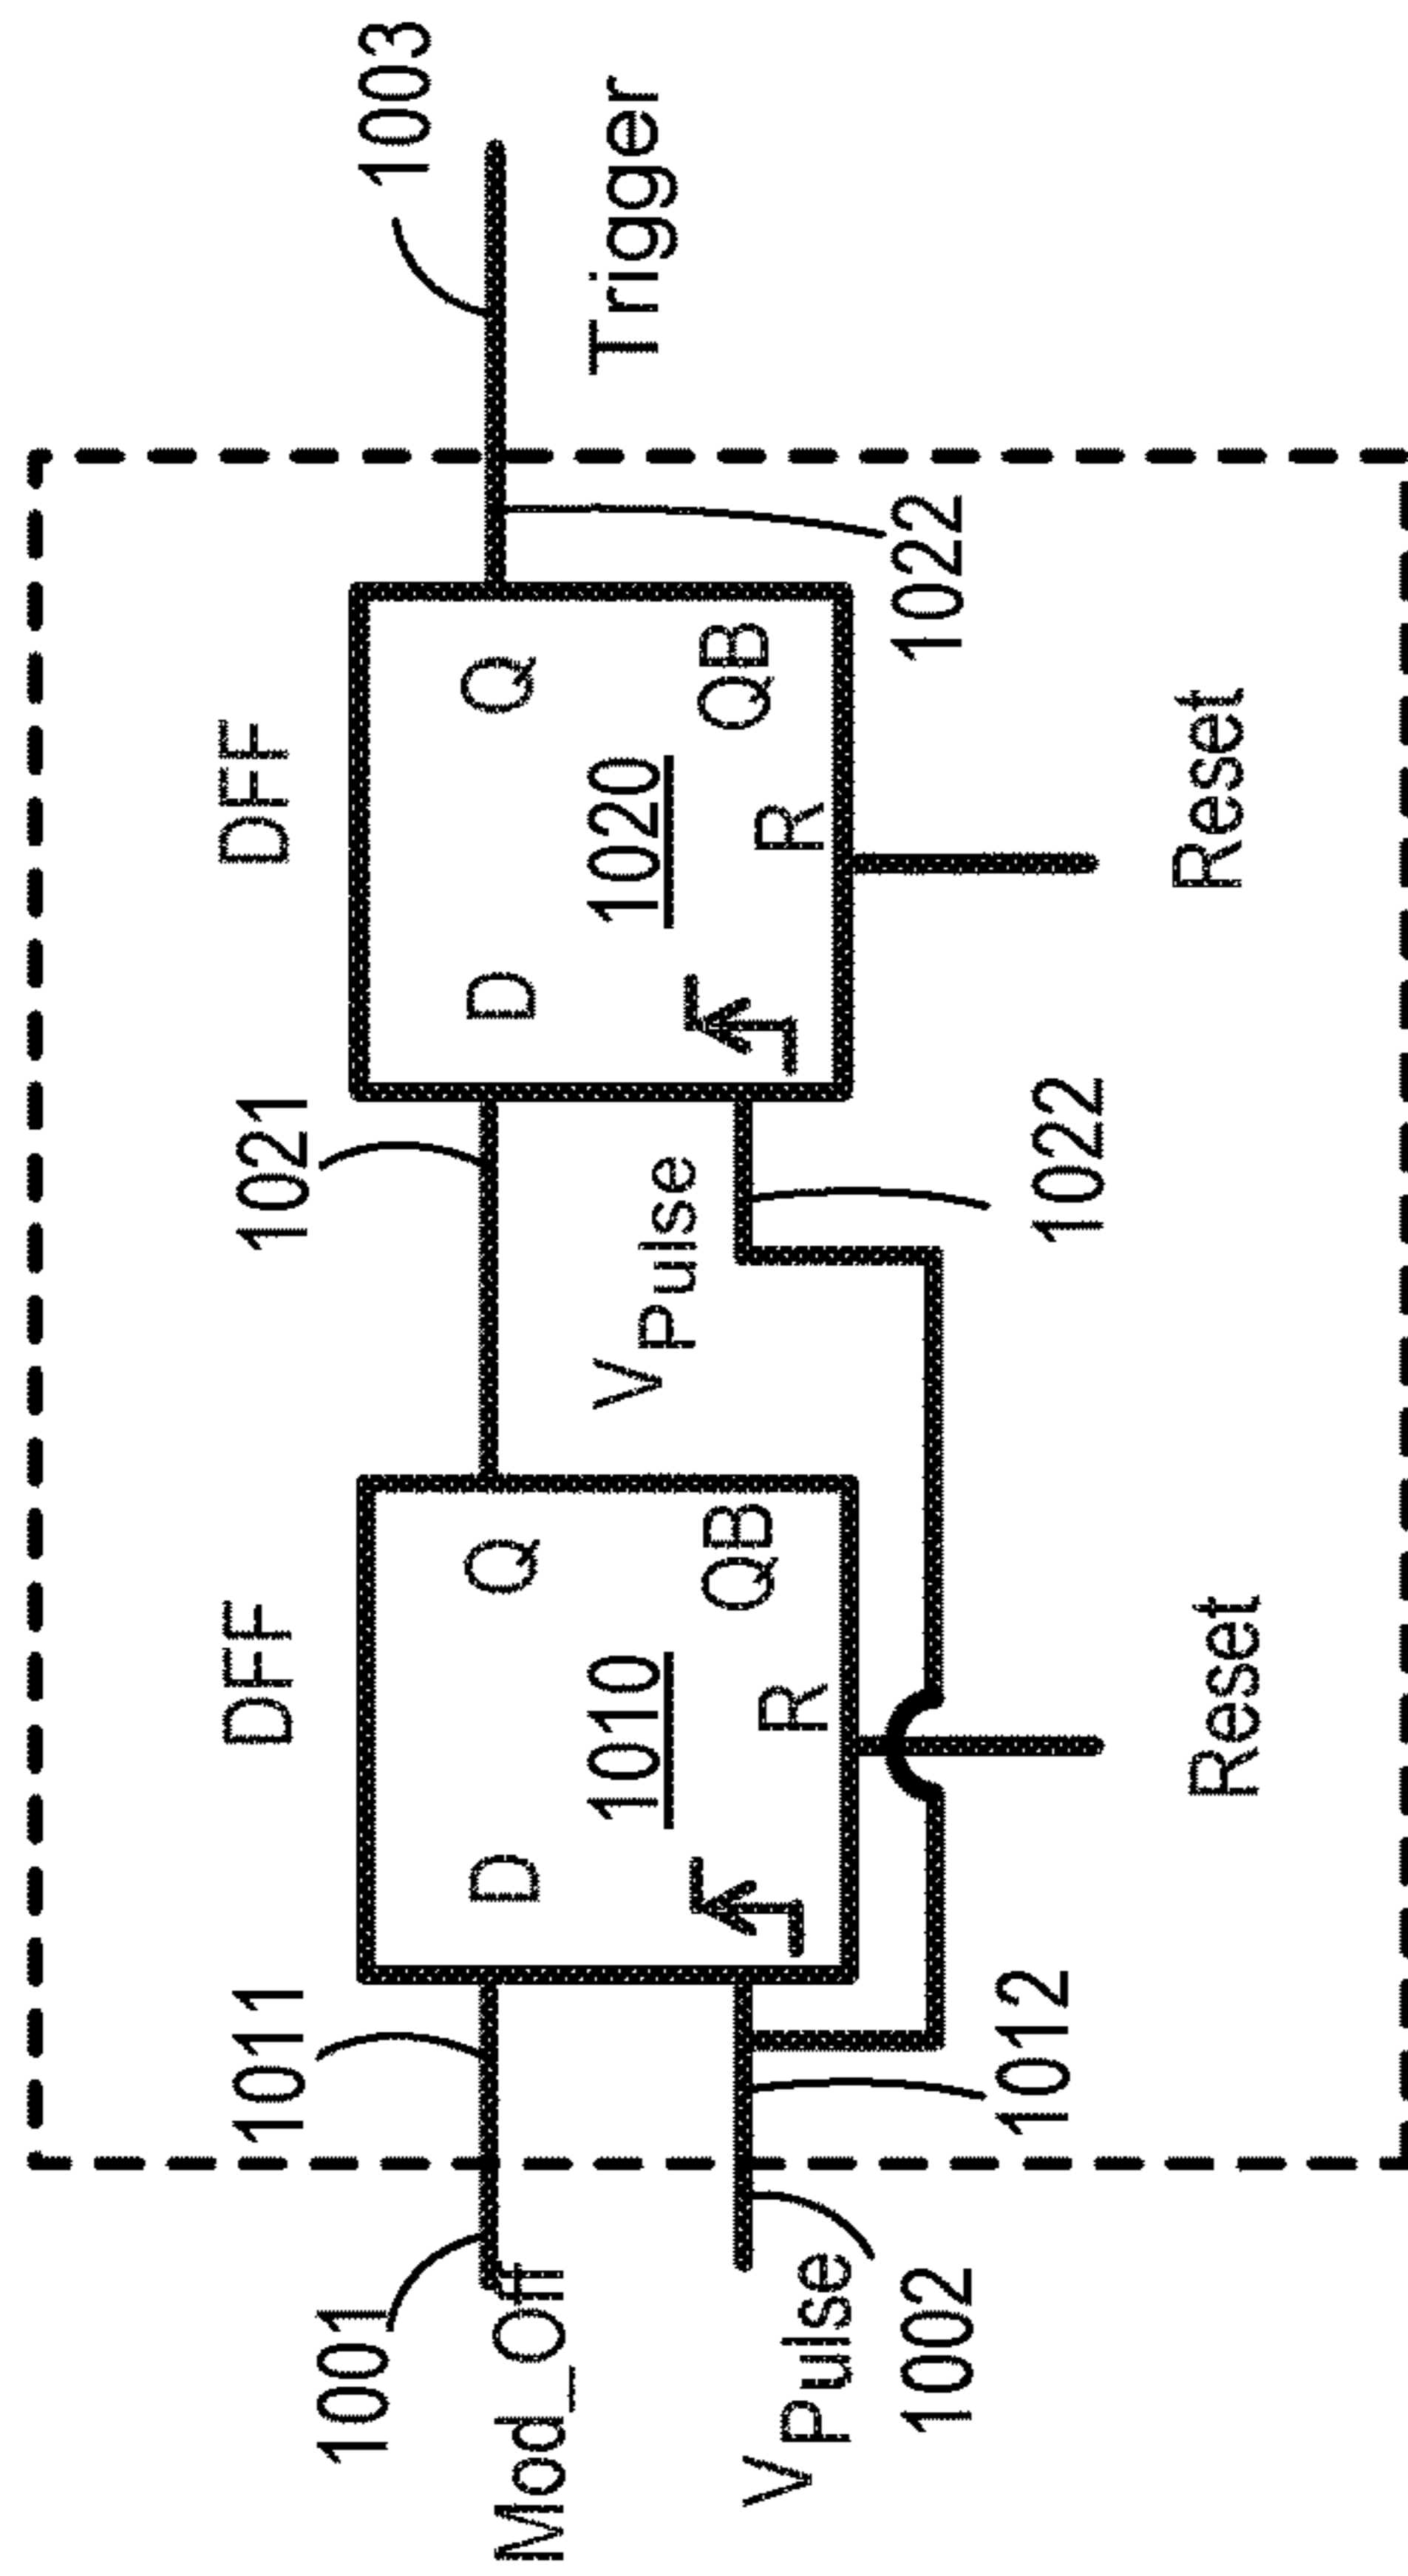 DFF
DFF
1001
1011
1021
1003
Mod_Off
D
Q
D
Q
Trigger
1010
1020
VPulse
VPulse
QB
QB
R
R
1002
1012
1022
1022
Reset
Reset